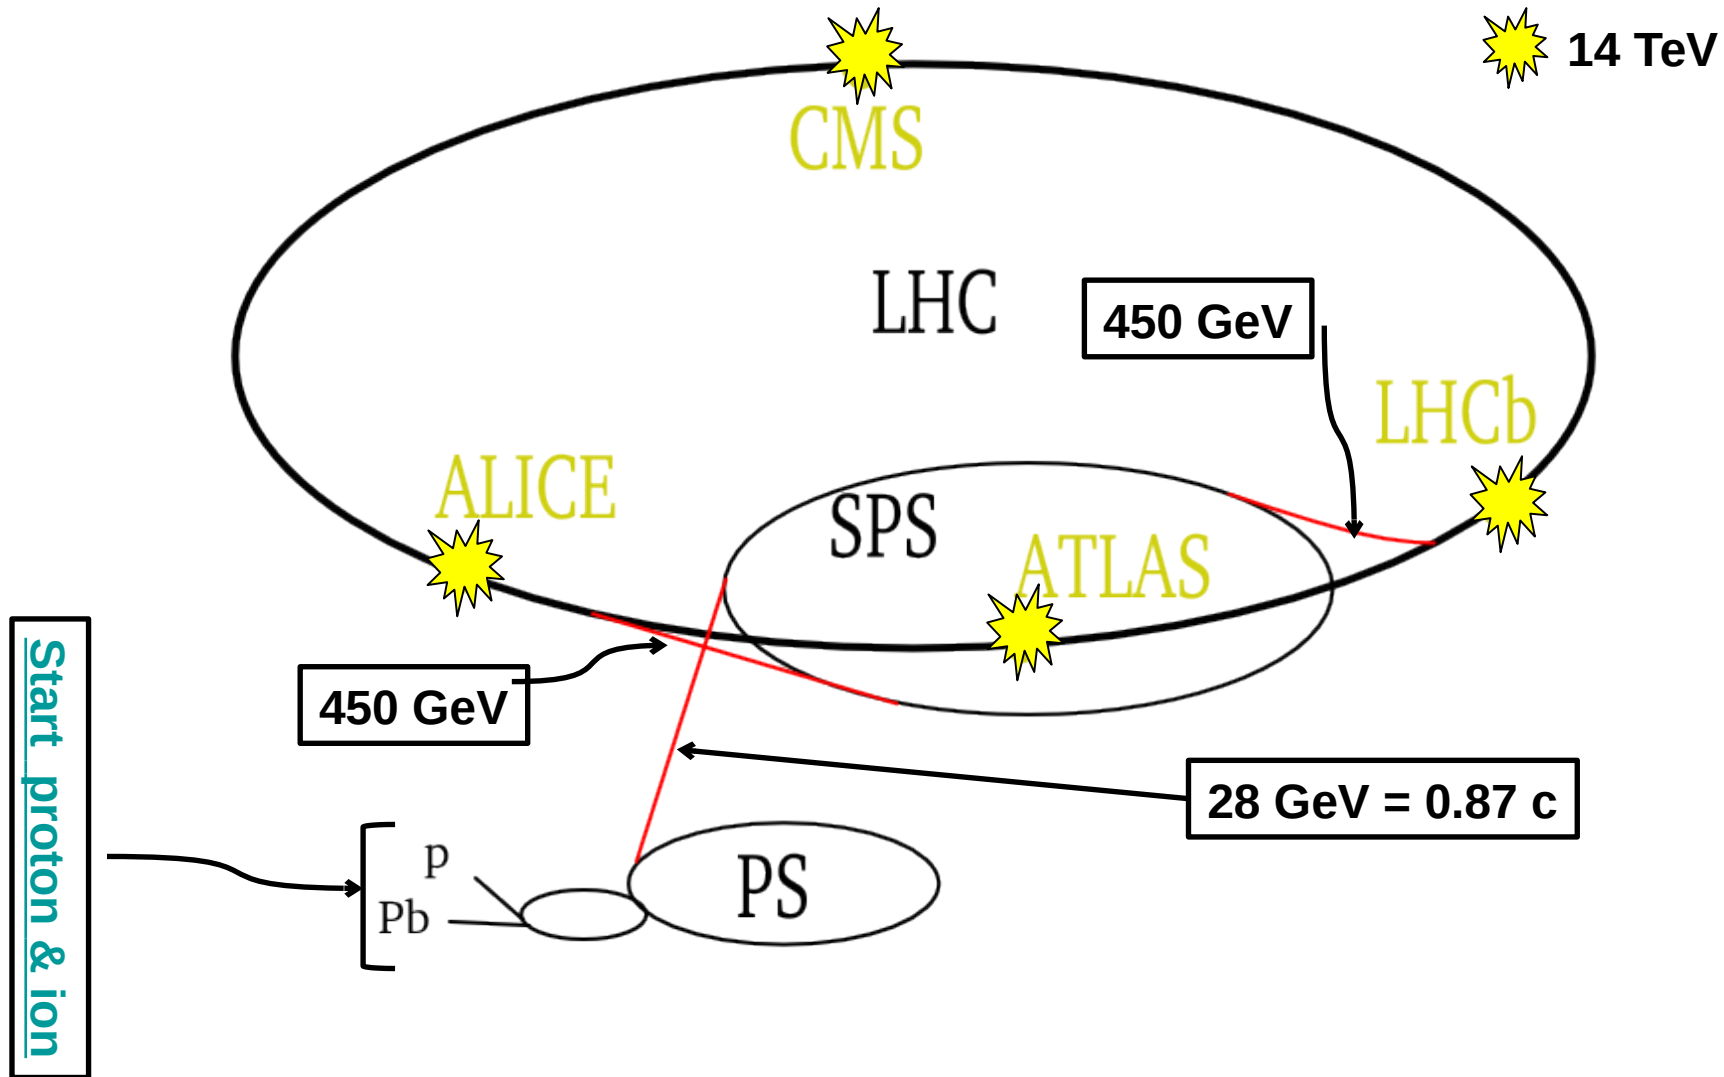 14 TeV
CMS
LHC
450 GeV
LHCb
ALICE
SPS
ATLAS
450 GeV
28 GeV = 0.87 c
Start proton & ion
p
Pb
PS